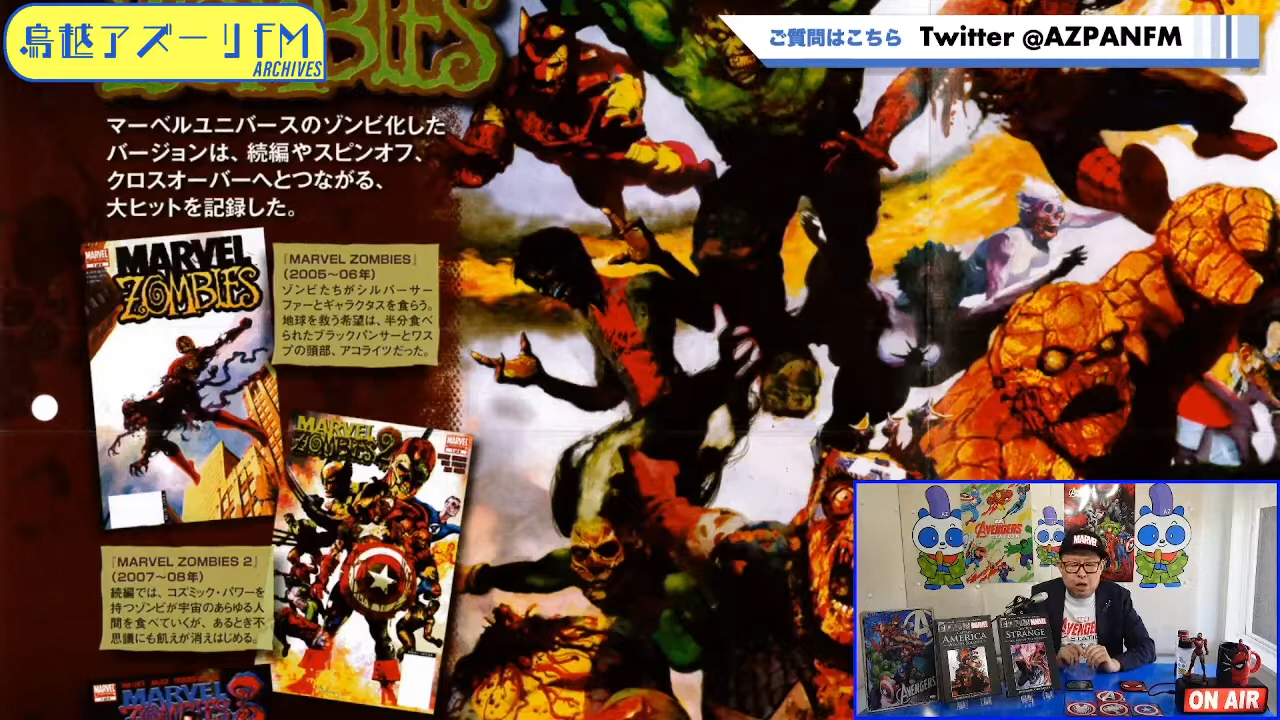 鳥越アズーリFM
ARCHIVES
ご質問はこちら Twitter @AZPANFM
マーベルユニバースのゾンビ化した
バージョンは、続編やスピンオフ、
クロスオーバーへとつながる、
大ヒットを記録した。
MARVEL
MARVEL
ZOMBIES
『MARVEL ZOMBIES』
（2005〜06年）
ゾンビたちがシルバーサー
ファーとギャラクタスを食らう。
地球を救う希望は、半分食べ
られたブラックパンサーとワス
プの頭部、アコライツだった。
MARVEL
ZOMBIES 2
MARVEL
『MARVEL ZOMBIES 2』
（2007〜08年）
続編では、コズミック・パワーを
持つゾンビが宇宙のあらゆる人
間を食べていくが、あるとき不
思議にも飢えが消えはじめる。
MARVEL
MARVEL
ZOMBIES 3
AVENGERS
MARVEL
AVENGERS
AMERICA
STRANGE
AVENGERS
ON AIR